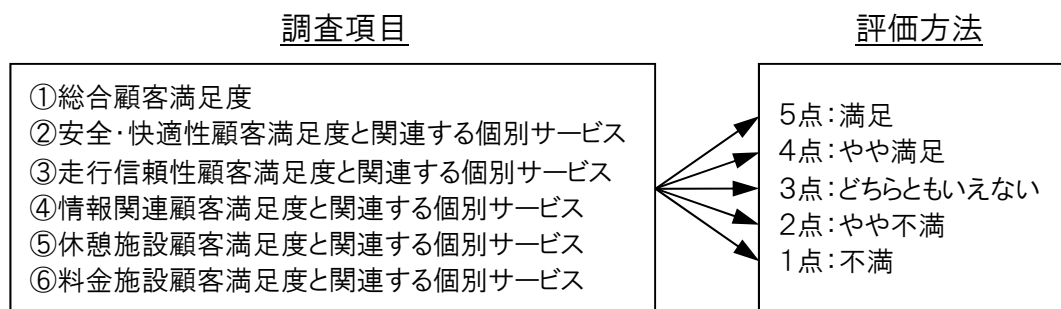 調査項目
①総合顧客満足度
②安全・快適性顧客満足度と関連する個別サービス
③走行信頼性顧客満足度と関連する個別サービス
④情報関連顧客満足度と関連する個別サービス
⑤休憩施設顧客満足度と関連する個別サービス
⑥料金施設顧客満足度と関連する個別サービス
評価方法
5点：満足
4点：やや満足
3点：どちらともいえない
2点：やや不満
1点：不満